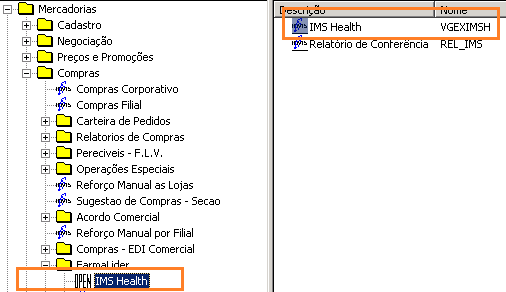 Mercadorias
Cadastro
Negociação
Preços e Promoções
Compras
Compras Corporativo
Compras Filial
Carteira de Pedidos
Relatorios de Compras
Pereciveis - F.L.V.
Operações Especiais
Reforço Manual as Lojas
Sugestao de Compras - Secao
Acordo Comercial
Reforço Manual por Filial
Compras - EDI Comercial
FarmaLider
OPEN IMS Health
Descrição Nome
IMS Health VGEXIMSH
Relatório de Conferência REL_IMS